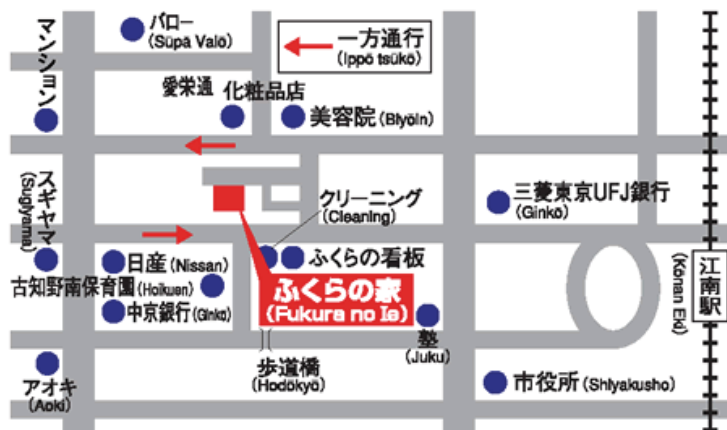 バロー
(Sūpā Valō)
一方通行
(Ippō tsūkō)
マンション
愛栄通
化粧品店
美容院 (Biyōin)
スギヤマ
(Sugiyama)
クリーニング
(Cleaning)
三菱東京UFJ銀行
(Ginkō)
日産 (Nissan)
ふくらの看板
古知野南保育園 (Hoikuen)
中京銀行 (Ginkō)
ふくらの家
(Fukura no Ie)
江南駅
(Kōnan Eki)
塾
(Juku)
歩道橋
(Hodōkyō)
アオキ
(Aoki)
市役所 (Shiyakusho)